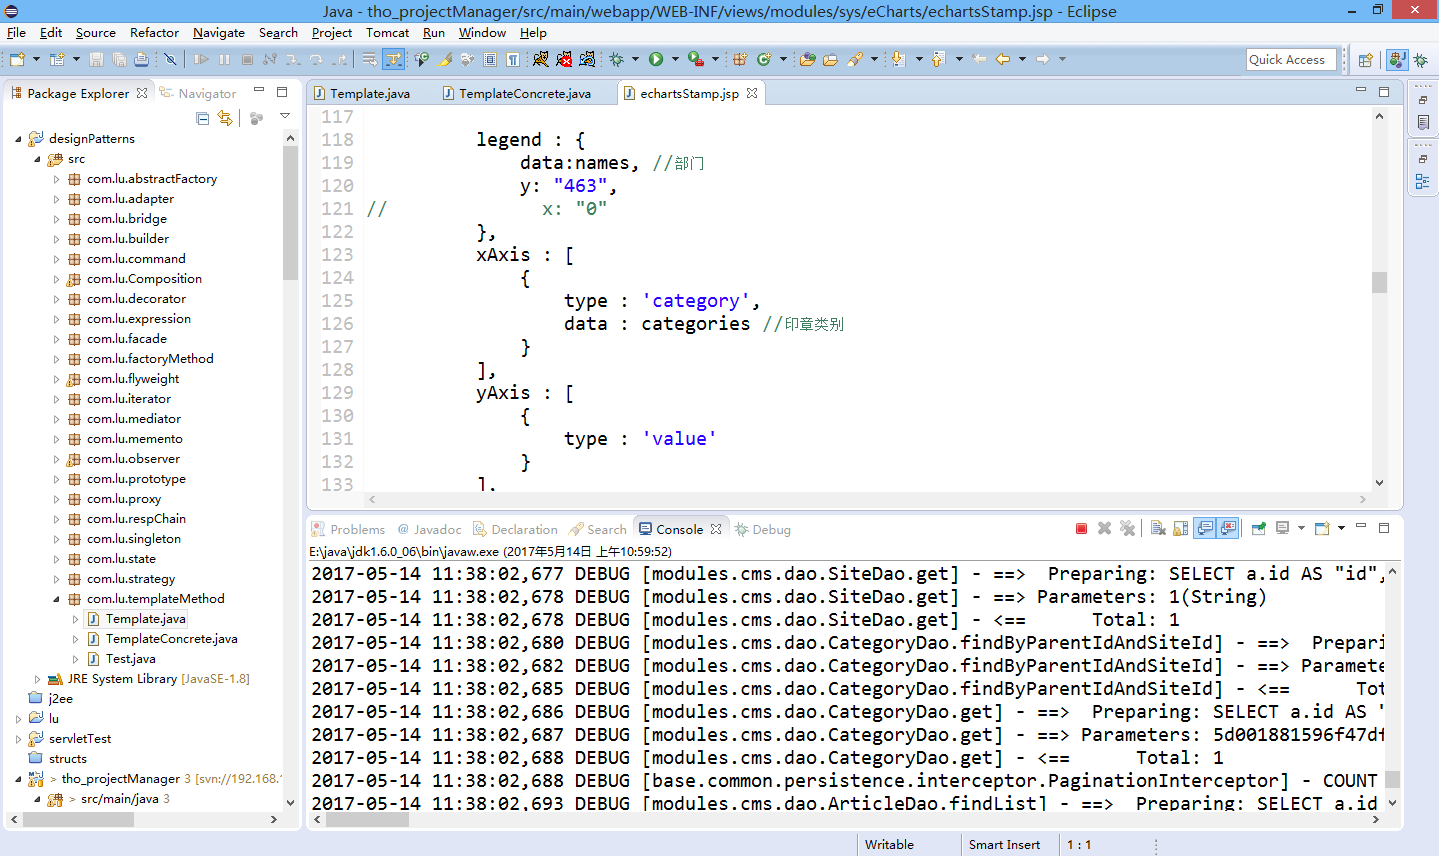 Java - tho_projectManager/src/main/webapp/WEB-INF/views/modules/sys/eCharts/echartsStamp.jsp - Eclipse
File Edit Source Refactor Navigate Search Project Tomcat Run Window Help
Quick Access
Package Explorer Navigator
designPatterns
src
com.lu.abstractFactory
com.lu.adapter
com.lu.bridge
com.lu.builder
com.lu.command
com.lu.Composition
com.lu.decorator
com.lu.expression
com.lu.facade
com.lu.factoryMethod
com.lu.flyweight
com.lu.iterator
com.lu.mediator
com.lu.memento
com.lu.observer
com.lu.prototype
com.lu.proxy
com.lu.respChain
com.lu.singleton
com.lu.state
com.lu.strategy
com.lu.templateMethod
Template.java
TemplateConcrete.java
Test.java
JRE System Library [JavaSE-1.8]
j2ee
lu
servletTest
structs
> tho_projectManager 3 [svn://192.168.
> src/main/java 3
Template.java TemplateConcrete.java echartsStamp.jsp
117
118 legend : {
119 data:names, //部门
120 y: "463",
121 // x: "0"
122 },
123 xAxis : [
124 {
125 type : 'category',
126 data : categories //印章类别
127 }
128 ],
129 yAxis : [
130 {
131 type : 'value'
132 }
133 ],
Problems @ Javadoc Declaration Search Console Debug
E:\java\jdk1.6.0_06\bin\javaw.exe (2017年5月14日 上午10:59:52)
2017-05-14 11:38:02,677 DEBUG [modules.cms.dao.SiteDao.get] - ==> Preparing: SELECT a.id AS "id",
2017-05-14 11:38:02,678 DEBUG [modules.cms.dao.SiteDao.get] - ==> Parameters: 1(String)
2017-05-14 11:38:02,678 DEBUG [modules.cms.dao.SiteDao.get] - <== Total: 1
2017-05-14 11:38:02,680 DEBUG [modules.cms.dao.CategoryDao.findByParentIdAndSiteId] - ==> Prepari
2017-05-14 11:38:02,682 DEBUG [modules.cms.dao.CategoryDao.findByParentIdAndSiteId] - ==> Paramete
2017-05-14 11:38:02,685 DEBUG [modules.cms.dao.CategoryDao.findByParentIdAndSiteId] - <== Tot
2017-05-14 11:38:02,686 DEBUG [modules.cms.dao.CategoryDao.get] - ==> Preparing: SELECT a.id AS "
2017-05-14 11:38:02,687 DEBUG [modules.cms.dao.CategoryDao.get] - ==> Parameters: 5d001881596f47df
2017-05-14 11:38:02,688 DEBUG [modules.cms.dao.CategoryDao.get] - <== Total: 1
2017-05-14 11:38:02,688 DEBUG [base.common.persistence.interceptor.PaginationInterceptor] - COUNT
2017-05-14 11:38:02,693 DEBUG [modules.cms.dao.ArticleDao.findList] - ==> Preparing: SELECT a.id
Writable Smart Insert 1 : 1